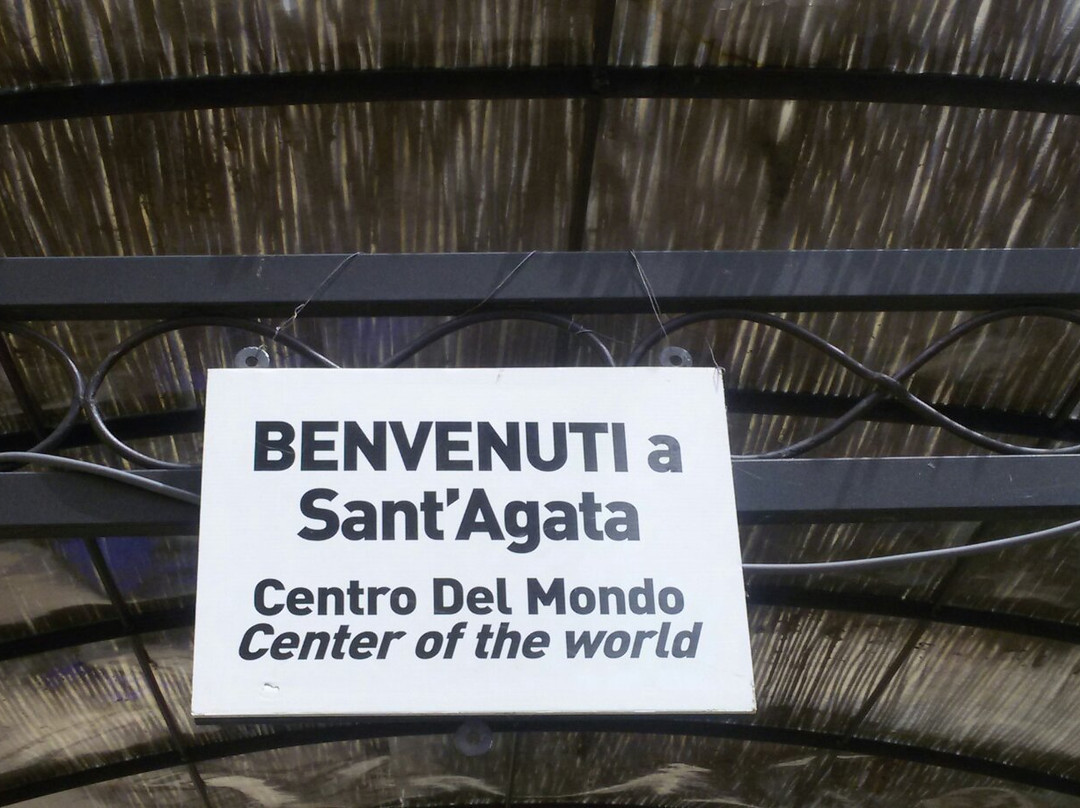 BENVENUTI a
Sant'Agata
Centro Del Mondo
Center of the world